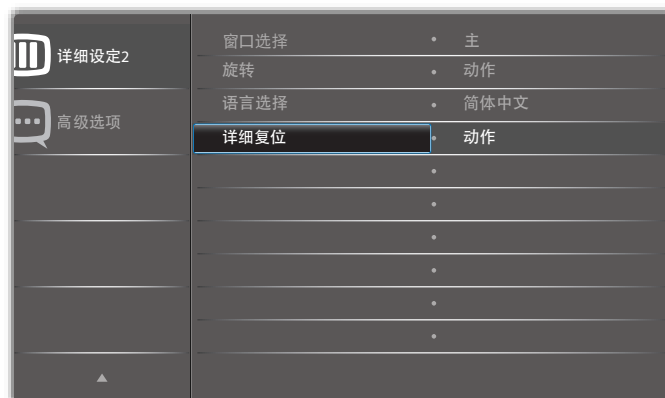 详细设定2
高级选项
窗口选择 主
旋转 动作
语言选择 简体中文
详细复位 动作